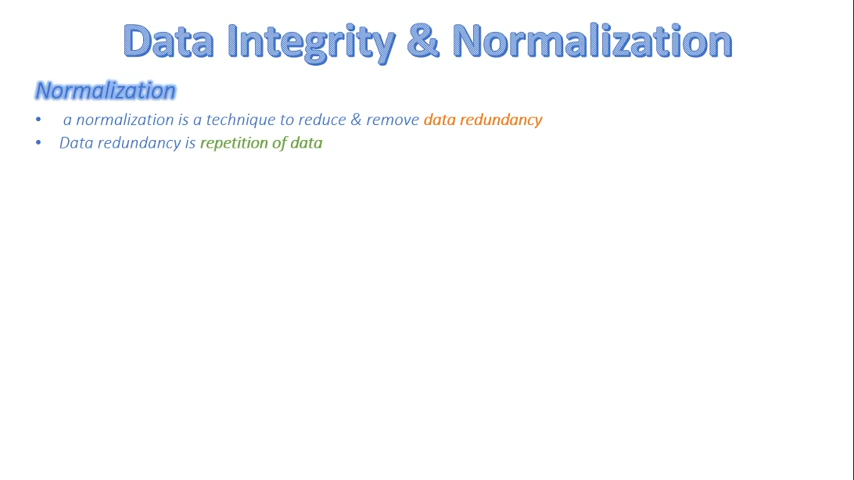 Data Integrity & Normalization
Normalization
• a normalization is a technique to reduce & remove data redundancy
• Data redundancy is repetition of data